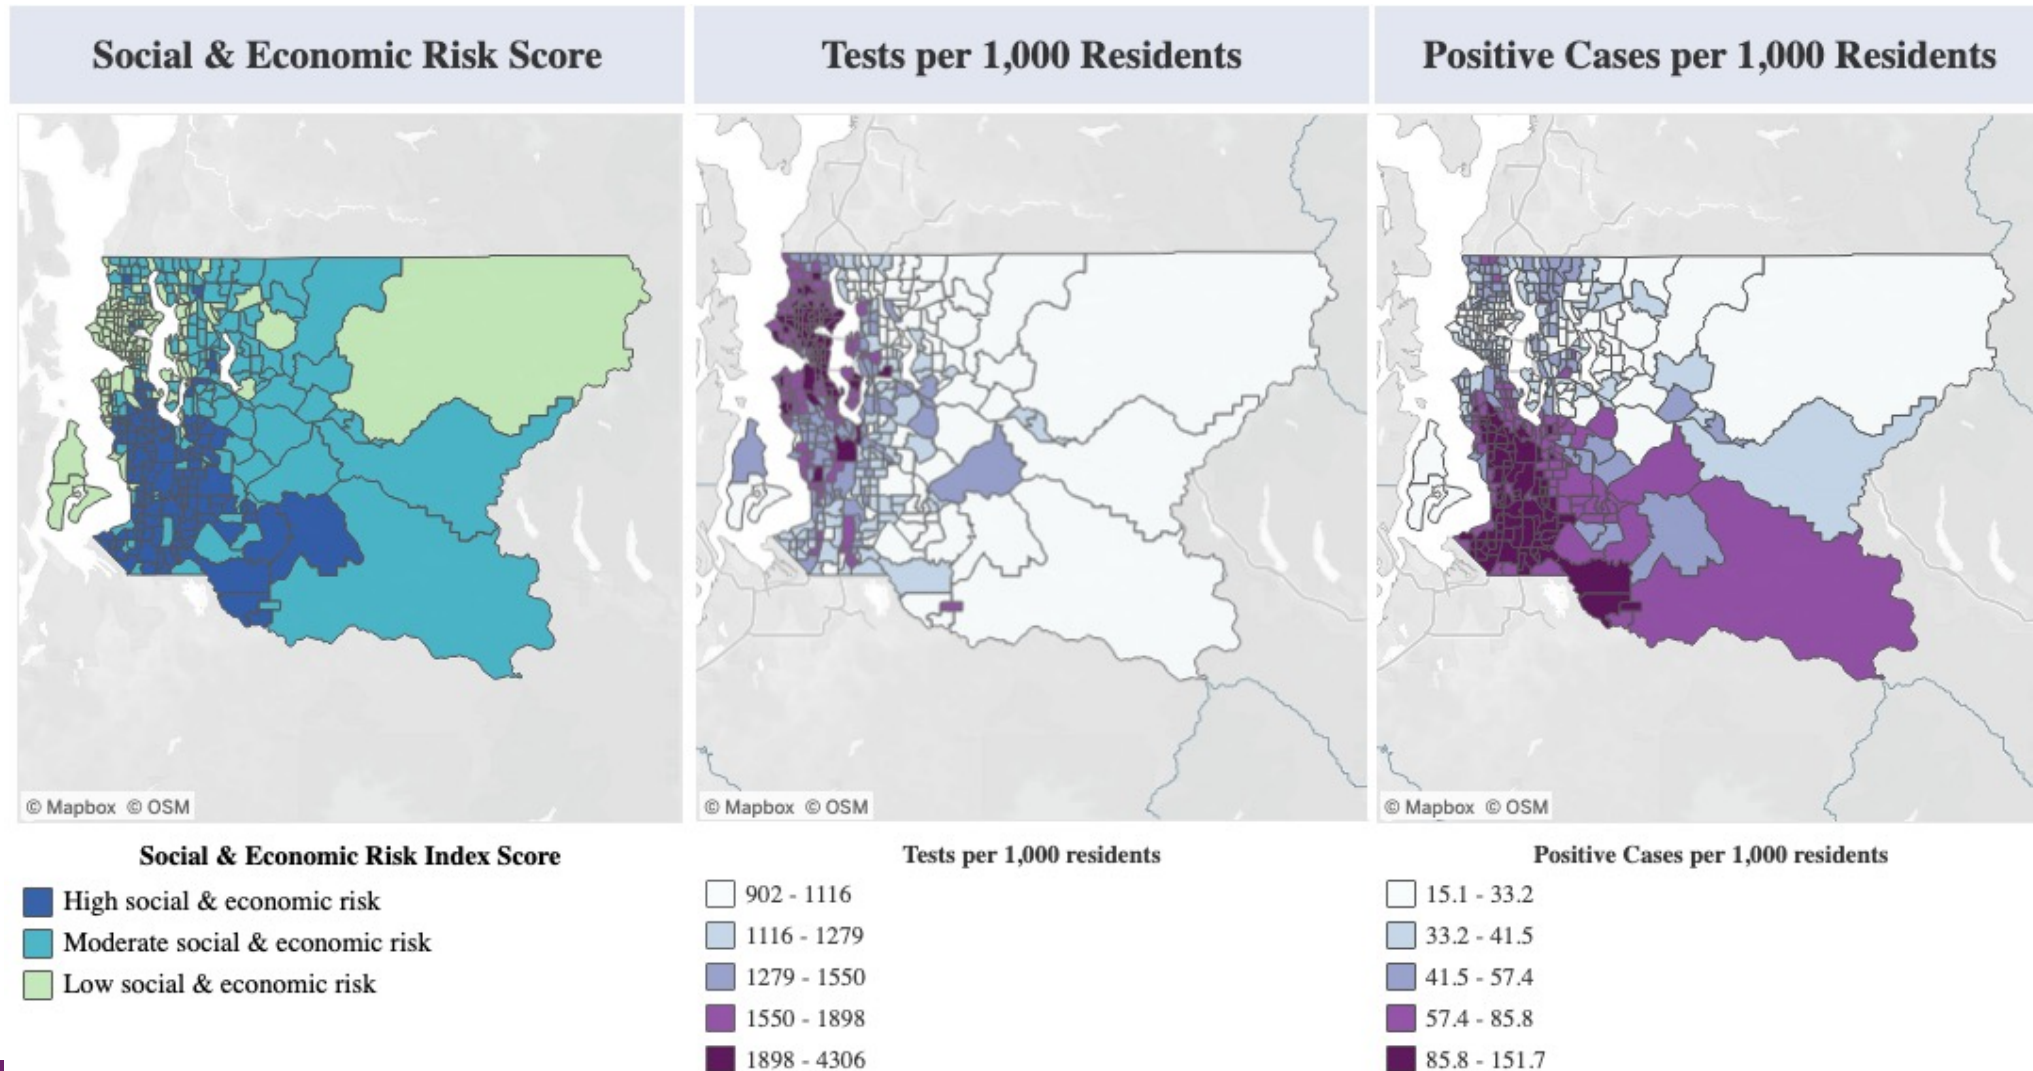 Social & Economic Risk Score
Tests per 1,000 Residents
Positive Cases per 1,000 Residents
© Mapbox © OSM
© Mapbox © OSM
© Mapbox © OSM
Social & Economic Risk Index Score
High social & economic risk
Moderate social & economic risk
Low social & economic risk
Tests per 1,000 residents
902 - 1116
1116 - 1279
1279 - 1550
1550 - 1898
1898 - 4306
Positive Cases per 1,000 residents
15.1 - 33.2
33.2 - 41.5
41.5 - 57.4
57.4 - 85.8
85.8 - 151.7